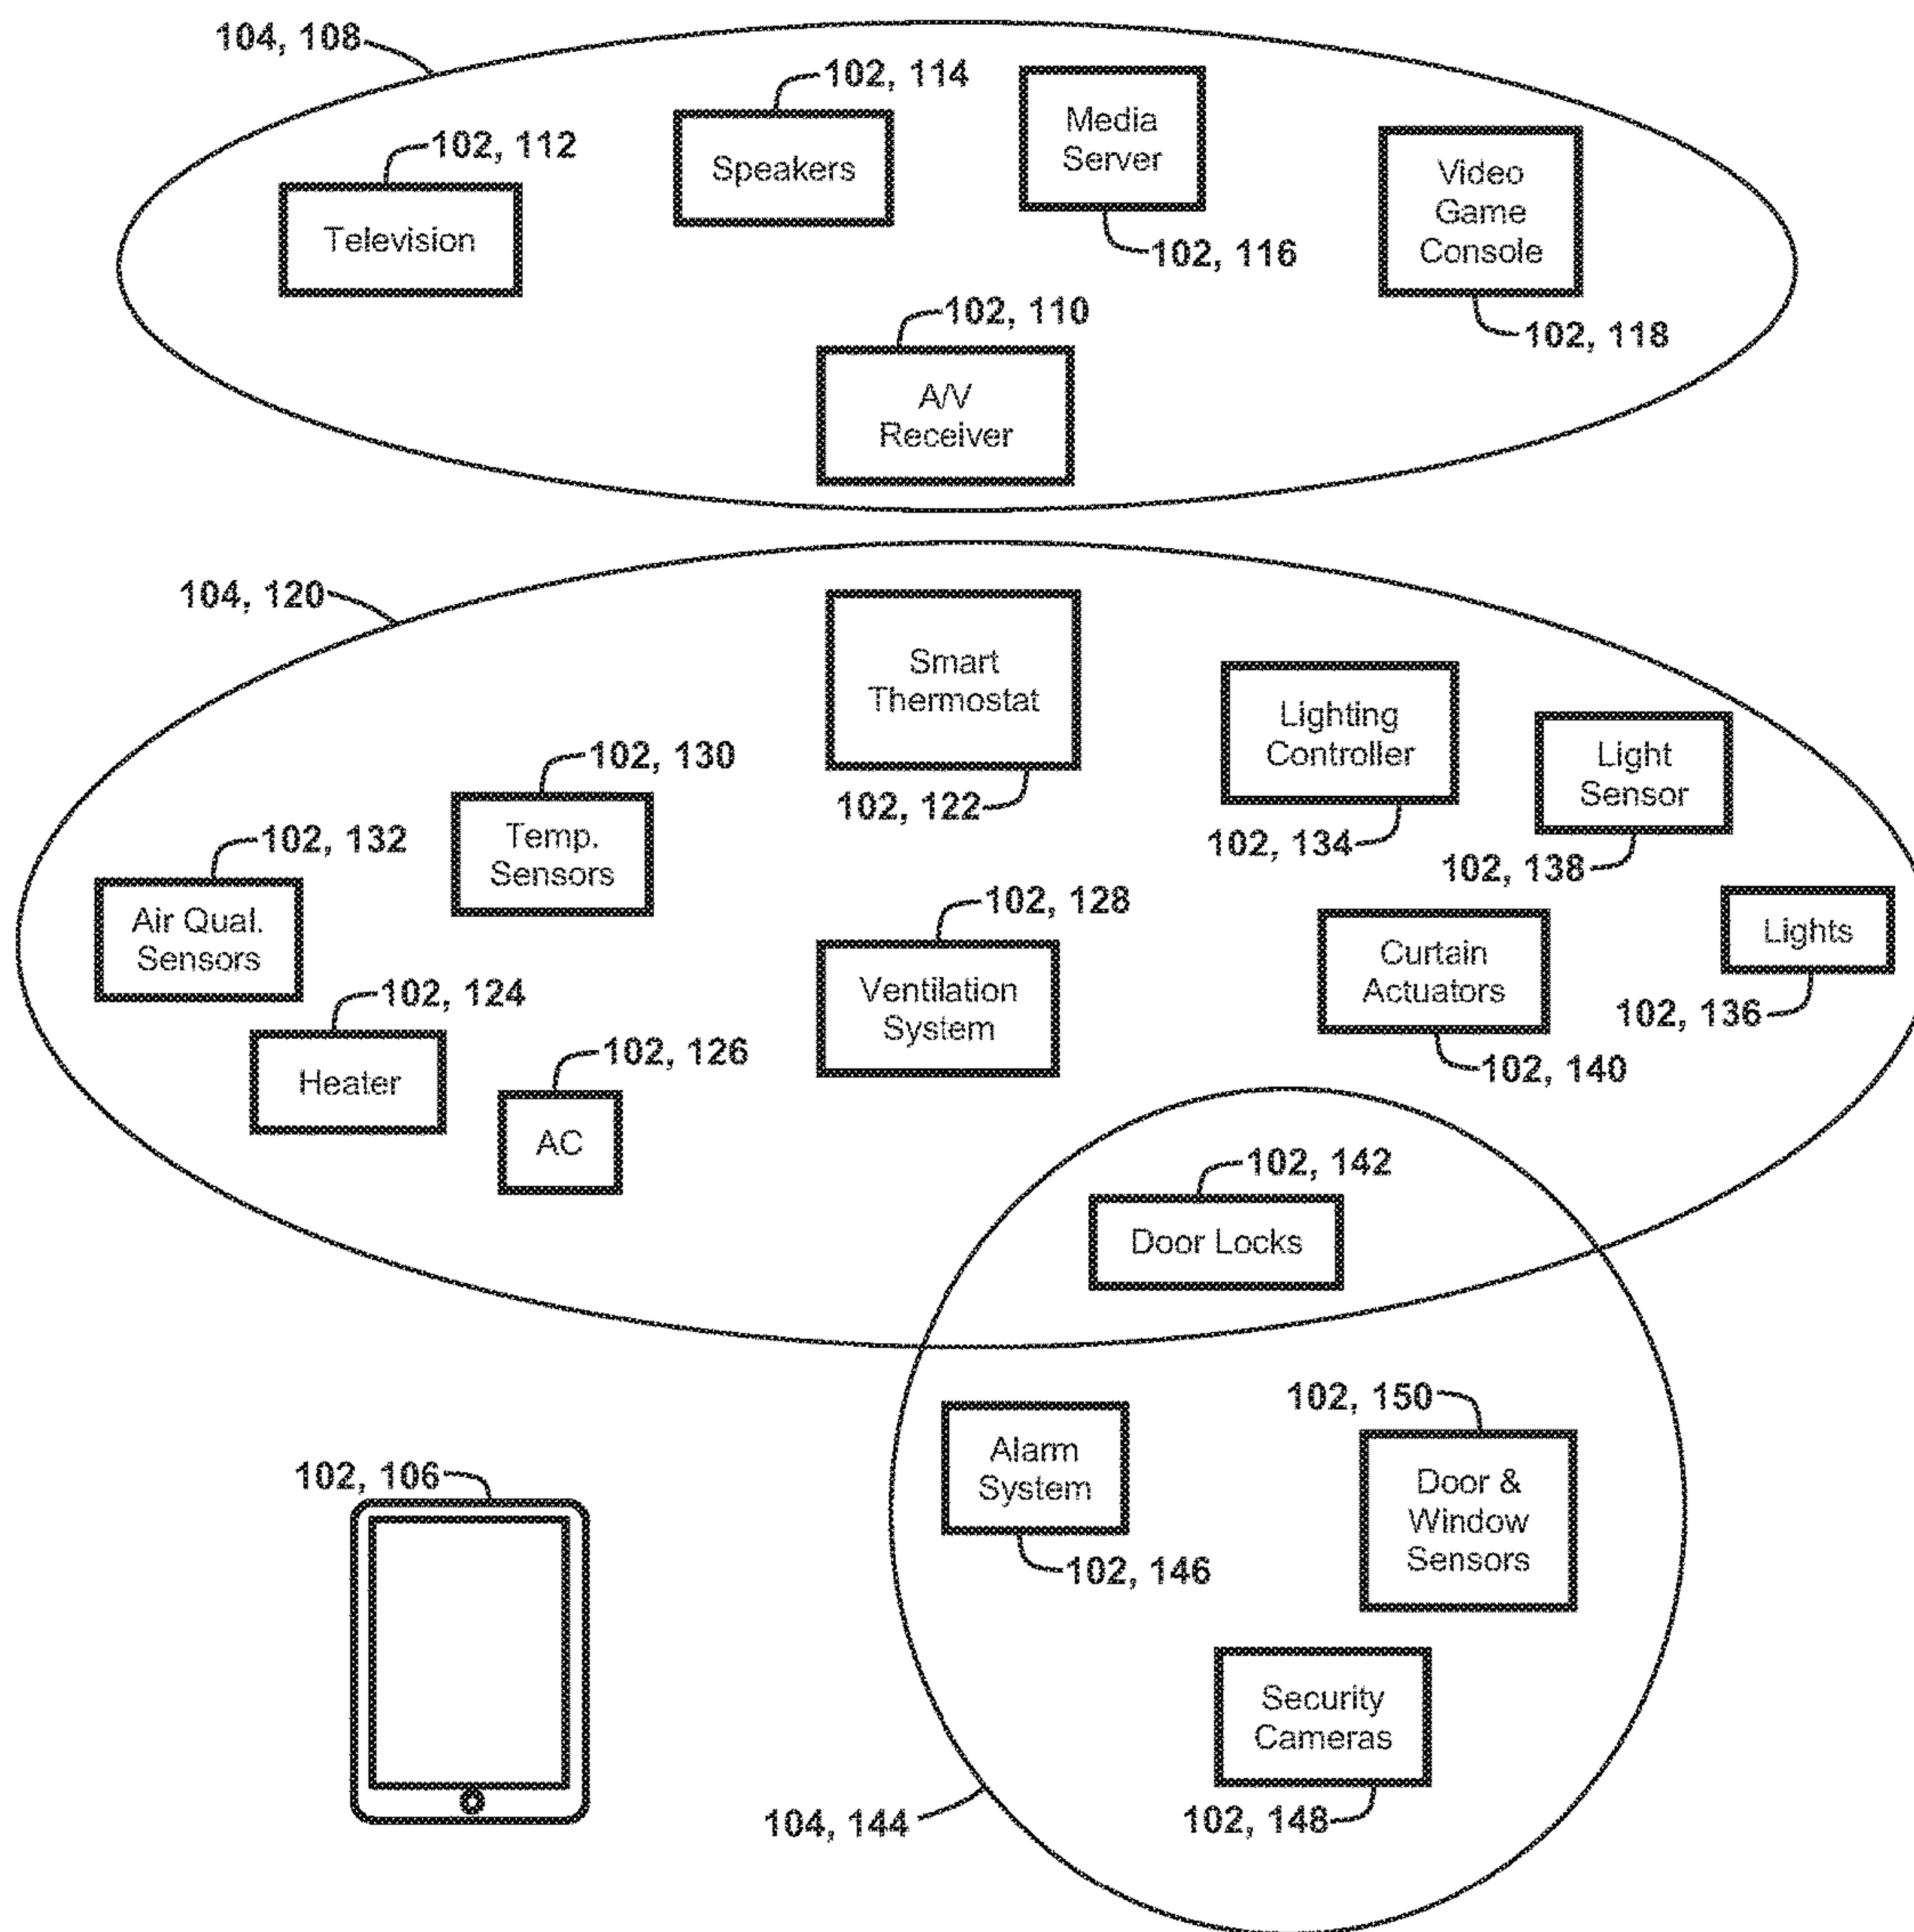 104, 108
102, 114
Media
Server
102, 112
Speakers
Video
Game
Console
Television
102, 116
102, 110
102, 118
A/V
Receiver
104, 120
Smart
Thermostat
Lighting
Controller
102, 130
Light
Sensor
102, 122
102, 132
Temp.
Sensors
102, 134
102, 138
Air Qual.
Sensors
102, 128
Curtain
Actuators
Lights
102, 124
Ventilation
System
102, 136
Heater
102, 126
102, 140
AC
102, 142
Door Locks
102, 150
Alarm
System
102, 106
Door &
Window
Sensors
102, 146
Security
Cameras
104, 144
102, 148